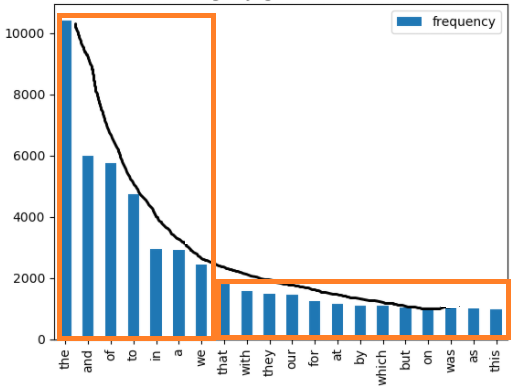 frequency
10000
8000
6000
4000
2000
0
the
and
of
to
in
a
we
that
with
they
our
for
at
by
which
but
on
was
as
this